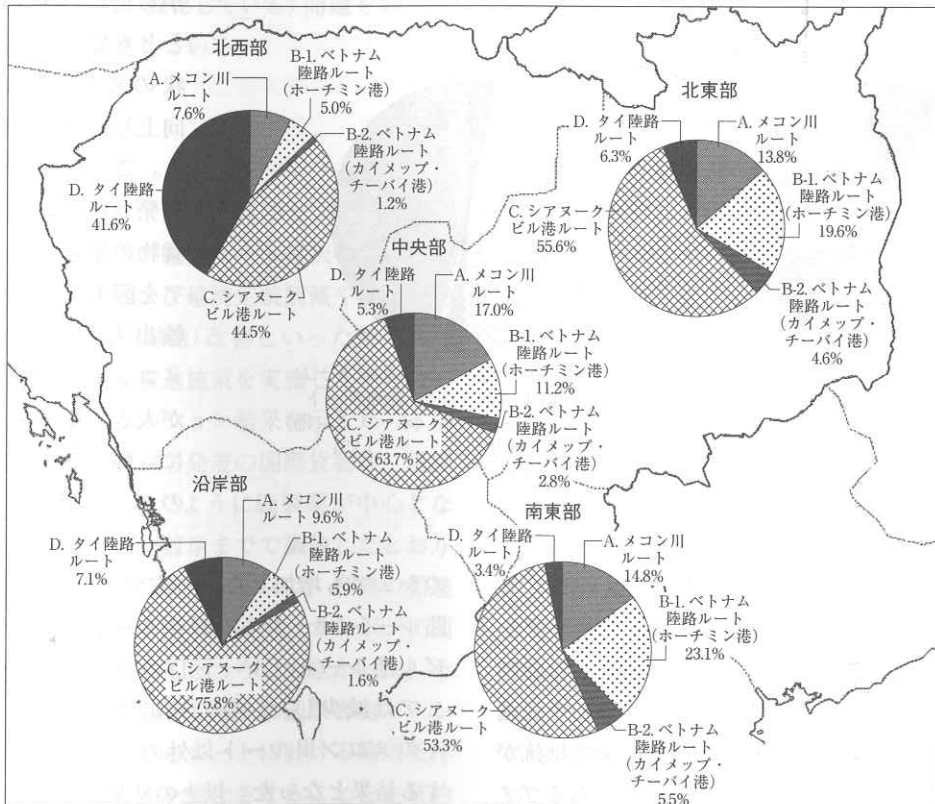 北西部
A. メコン川
ルート
7.6%
B-1. ベトナム
陸路ルート
(ホーチミン港)
5.0%
B-2. ベトナム
陸路ルート
(カイメップ・
チーバイ港)
1.2%
D. タイ陸路
ルート
41.6%
C. シアヌーク
ビル港ルート
44.5%
北東部
D. タイ陸路
ルート
6.3%
A. メコン川
ルート
13.8%
B-1. ベトナム
陸路ルート
(ホーチミン港)
19.6%
C. シアヌーク
ビル港ルート
55.6%
B-2. ベトナム
陸路ルート
(カイメップ・
チーバイ港)
4.6%
中央部
D. タイ陸路
ルート
5.3%
A. メコン川
ルート
17.0%
B-1. ベトナム
陸路ルート
(ホーチミン港)
11.2%
B-2. ベトナム
陸路ルート
(カイメップ・
チーバイ港)
2.8%
C. シアヌーク
ビル港ルート
63.7%
沿岸部
A. メコン川
ルート 9.6%
D. タイ陸路
ルート
7.1%
B-1. ベトナム
陸路ルート
(ホーチミン港)
5.9%
B-2. ベトナム
陸路ルート
(カイメップ・
チーバイ港)
1.6%
C. シアヌーク
ビル港ルート
75.8%
南東部
D. タイ陸路
ルート
3.4%
A. メコン川
ルート
14.8%
B-1. ベトナム
陸路ルート
(ホーチミン港)
23.1%
C. シアヌーク
ビル港ルート
53.3%
B-2. ベトナム
陸路ルート
(カイメップ・
チーバイ港)
5.5%